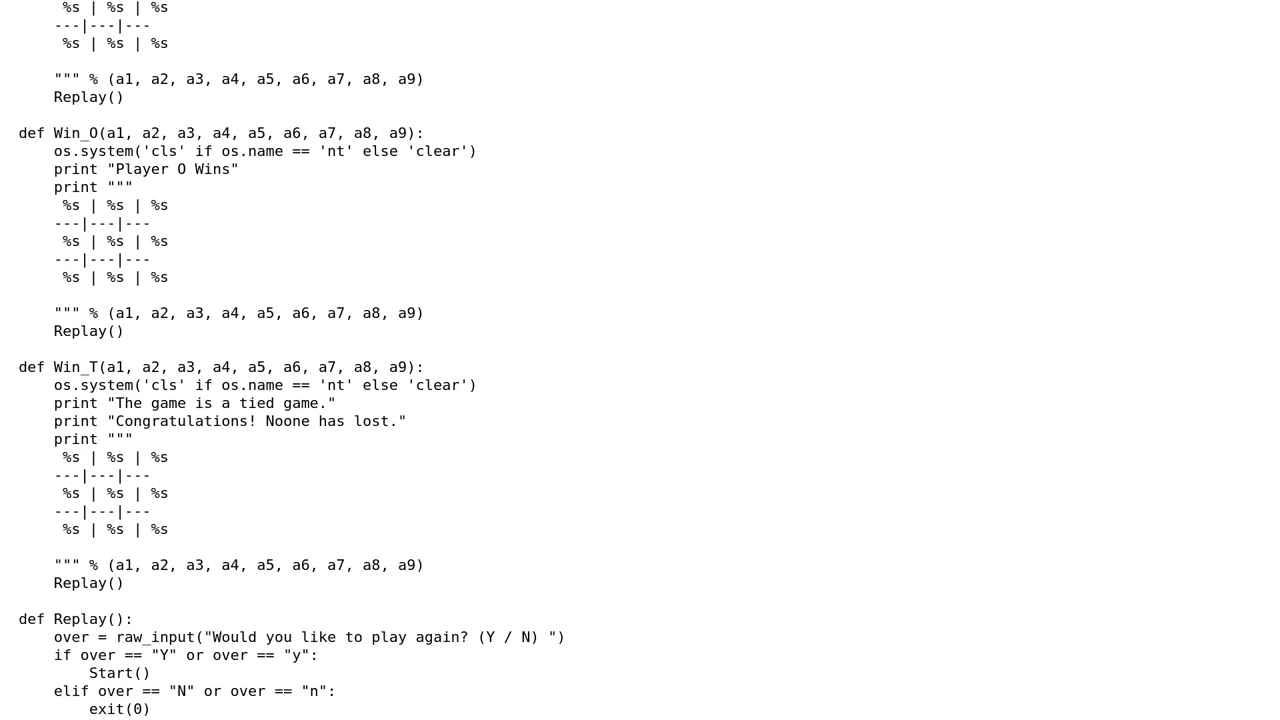 %s | %s | %s
    ---|---|---
     %s | %s | %s

    """ % (a1, a2, a3, a4, a5, a6, a7, a8, a9)
    Replay()

def Win_O(a1, a2, a3, a4, a5, a6, a7, a8, a9):
    os.system('cls' if os.name == 'nt' else 'clear')
    print "Player O Wins"
    print """
     %s | %s | %s
    ---|---|---
     %s | %s | %s
    ---|---|---
     %s | %s | %s

    """ % (a1, a2, a3, a4, a5, a6, a7, a8, a9)
    Replay()

def Win_T(a1, a2, a3, a4, a5, a6, a7, a8, a9):
    os.system('cls' if os.name == 'nt' else 'clear')
    print "The game is a tied game."
    print "Congratulations! Noone has lost."
    print """
     %s | %s | %s
    ---|---|---
     %s | %s | %s
    ---|---|---
     %s | %s | %s

    """ % (a1, a2, a3, a4, a5, a6, a7, a8, a9)
    Replay()

def Replay():
    over = raw_input("Would you like to play again? (Y / N) ")
    if over == "Y" or over == "y":
        Start()
    elif over == "N" or over == "n":
        exit(0)